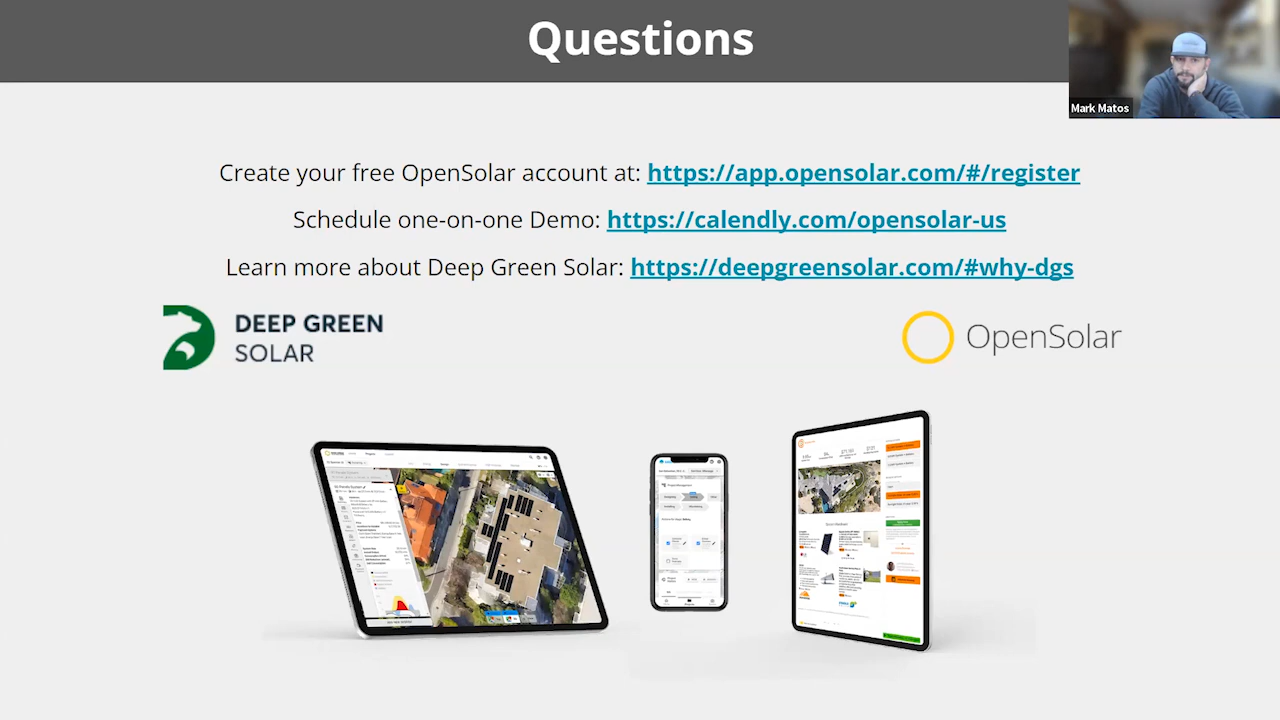 Questions
Mark Matos
Create your free OpenSolar account at: https://app.opensolar.com/#/register
Schedule one-on-one Demo: https://calendly.com/opensolar-us
Learn more about Deep Green Solar: https://deepgreensolar.com/#why-dgs
DEEP GREEN
SOLAR
OpenSolar